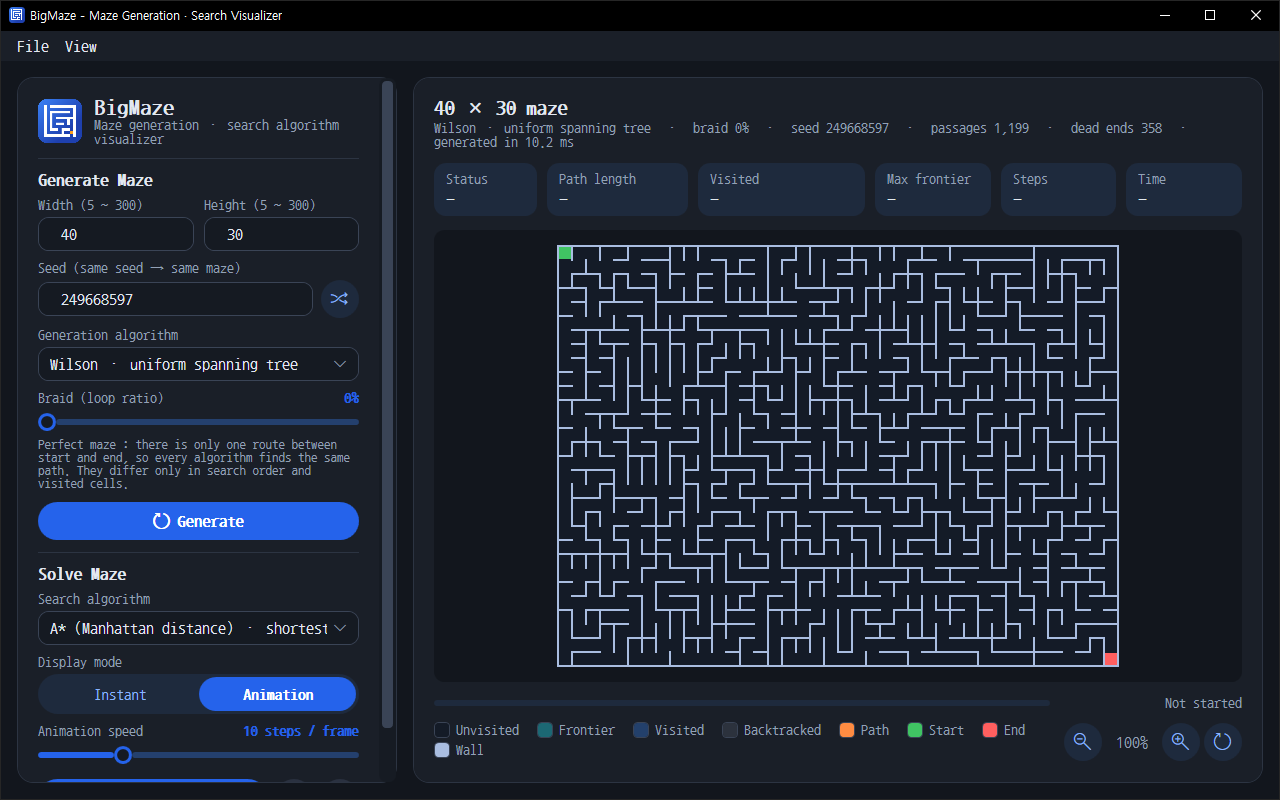 BigMaze - Maze Generation · Search Visualizer
File View
BigMaze
Maze generation · search algorithm
visualizer
Generate Maze
Width (5 ~ 300) Height (5 ~ 300)
40 30
Seed (same seed → same maze)
249668597
Generation algorithm
Wilson · uniform spanning tree
Braid (loop ratio) 0%
Perfect maze : there is only one route between
start and end, so every algorithm finds the same
path. They differ only in search order and
visited cells.
Generate
Solve Maze
Search algorithm
A* (Manhattan distance) · shortest
Display mode
Instant Animation
Animation speed 10 steps / frame
40 × 30 maze
Wilson · uniform spanning tree · braid 0% · seed 249668597 · passages 1,199 · dead ends 358 ·
generated in 10.2 ms
Status Path length Visited Max frontier Steps Time
— — — — — —
Not started
Unvisited Frontier Visited Backtracked Path Start End
Wall
100%